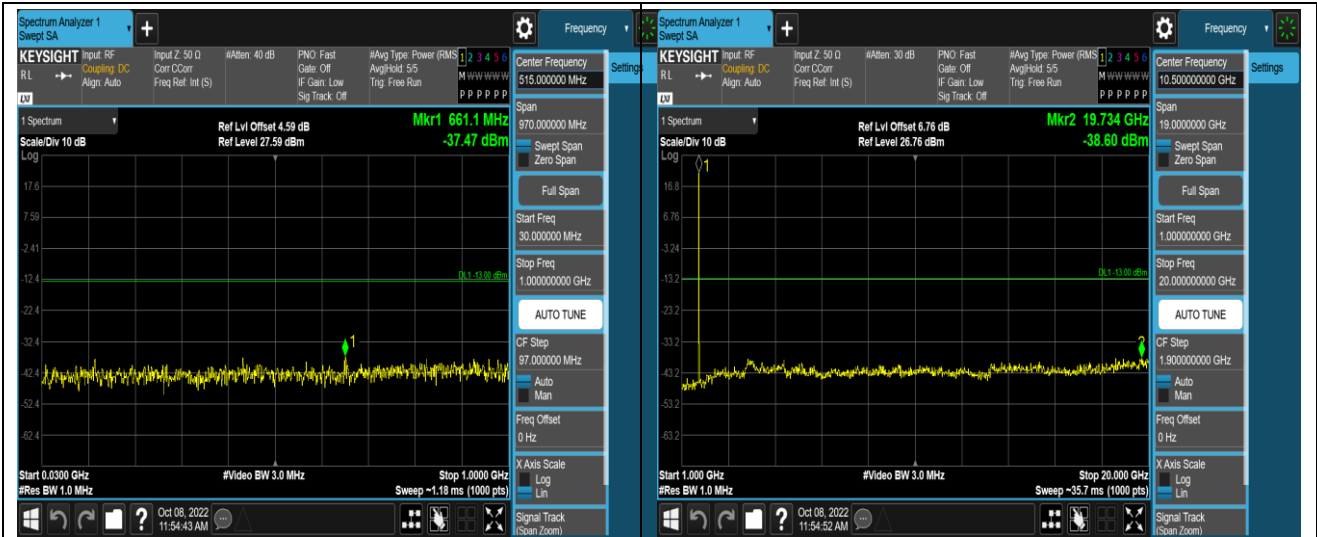 Spectrum Analyzer 1
Swept SA
+
Frequency
KEYSIGHT
RL
LXI
Input: RF
Coupling: DC
Align: Auto
Input Z: 50 Ω
Corr CCorr
Freq Ref: Int (S)
#Atten: 40 dB
PNO: Fast
Gate: Off
IF Gain: Low
Sig Track: Off
#Avg Type: Power (RMS
Avg|Hold: 5/5
Trig: Free Run
1 2 3 4 5 6
M W W W W W
P P P P P P
Center Frequency
515.000000 MHz
Settings
1 Spectrum
Scale/Div 10 dB
Log
Ref Lvl Offset 4.59 dB
Ref Level 27.59 dBm
Mkr1 661.1 MHz
-37.47 dBm
17.6
7.59
-2.41
-12.4
-22.4
-32.4
-42.4
-52.4
-62.4
DL1 -13.00 dBm
1
Span
970.000000 MHz
Swept Span
Zero Span
Full Span
Start Freq
30.000000 MHz
Stop Freq
1.000000000 GHz
AUTO TUNE
CF Step
97.000000 MHz
Auto
Man
Freq Offset
0 Hz
X Axis Scale
Log
Lin
Signal Track
(Span Zoom)
Start 0.0300 GHz
#Res BW 1.0 MHz
#Video BW 3.0 MHz
Stop 1.0000 GHz
Sweep ~1.18 ms (1000 pts)
?
Oct 08, 2022
11:54:43 AM
Spectrum Analyzer 1
Swept SA
+
Frequency
KEYSIGHT
RL
LXI
Input: RF
Coupling: DC
Align: Auto
Input Z: 50 Ω
Corr CCorr
Freq Ref: Int (S)
#Atten: 30 dB
PNO: Fast
Gate: Off
IF Gain: Low
Sig Track: Off
#Avg Type: Power (RMS
Avg|Hold: 5/5
Trig: Free Run
1 2 3 4 5 6
M W W W W W
P P P P P P
Center Frequency
10.500000000 GHz
Settings
1 Spectrum
Scale/Div 10 dB
Log
Ref Lvl Offset 6.76 dB
Ref Level 26.76 dBm
Mkr2 19.734 GHz
-38.60 dBm
1
16.8
6.76
-3.24
-13.2
-23.2
-33.2
-43.2
-53.2
-63.2
DL1 -13.00 dBm
2
Span
19.0000000 GHz
Swept Span
Zero Span
Full Span
Start Freq
1.000000000 GHz
Stop Freq
20.000000000 GHz
AUTO TUNE
CF Step
1.900000000 GHz
Auto
Man
Freq Offset
0 Hz
X Axis Scale
Log
Lin
Signal Track
(Span Zoom)
Start 1.000 GHz
#Res BW 1.0 MHz
#Video BW 3.0 MHz
Stop 20.000 GHz
Sweep ~35.7 ms (1000 pts)
?
Oct 08, 2022
11:54:52 AM